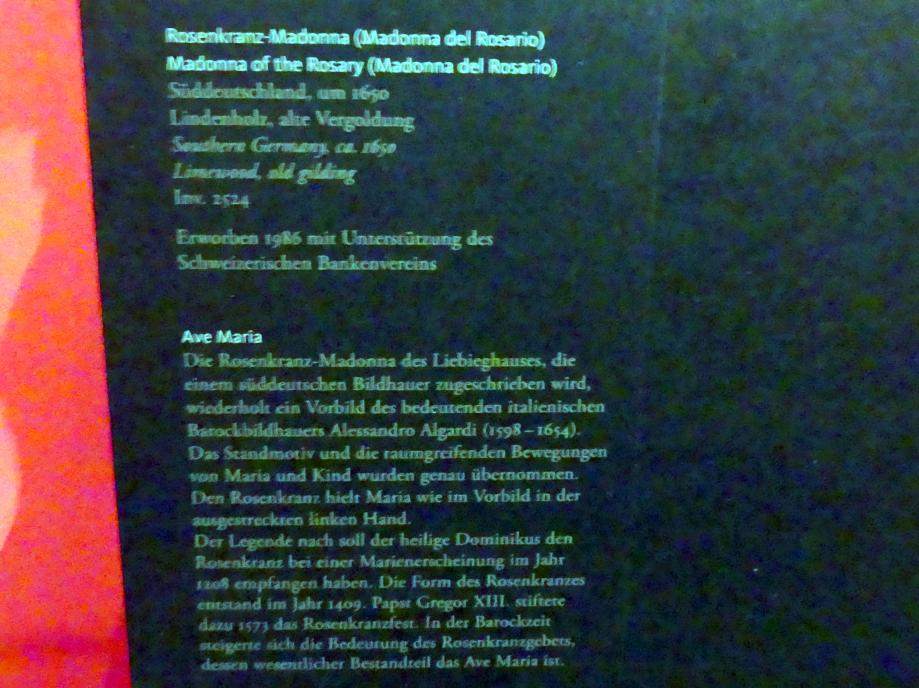 Rosenkranz-Madonna (Madonna del Rosario)
Madonna of the Rosary (Madonna del Rosario)
Süddeutschland, um 1650
Lindenholz, alte Vergoldung
Southern Germany, ca. 1650
Limewood, old gilding
Inv. 2524
Erworben 1986 mit Unterstützung des
Schweizerischen Bankenvereins
Ave Maria
Die Rosenkranz-Madonna des Liebieghauses, die
einem süddeutschen Bildhauer zugeschrieben wird,
wiederholt ein Vorbild des bedeutenden italienischen
Barockbildhauers Alessandro Algardi (1598–1654).
Das Standmotiv und die raumgreifenden Bewegungen
von Maria und Kind wurden genau übernommen.
Den Rosenkranz hielt Maria wie im Vorbild in der
ausgestreckten linken Hand.
Der Legende nach soll der heilige Dominikus den
Rosenkranz bei einer Marienerscheinung im Jahr
1208 empfangen haben. Die Form des Rosenkranzes
entstand im Jahr 1409. Papst Gregor XIII. stiftete
dazu 1573 das Rosenkranzfest. In der Barockzeit
steigerte sich die Bedeutung des Rosenkranzgebets,
dessen wesentlicher Bestandteil das Ave Maria ist.